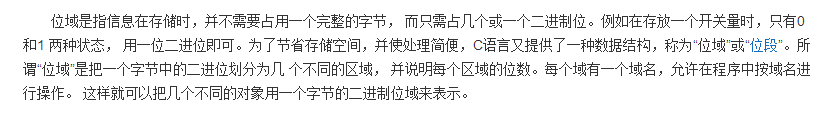 位域是指信息在存储时，并不需要占用一个完整的字节， 而只需占几个或一个二进制位。例如在存放一个开关量时，只有0
和1 两种状态， 用一位二进位即可。为了节省存储空间，并使处理简便，C语言又提供了一种数据结构，称为“位域”或“位段”。所
谓“位域”是把一个字节中的二进位划分为几 个不同的区域， 并说明每个区域的位数。每个域有一个域名，允许在程序中按域名进
行操作。 这样就可以把几个不同的对象用一个字节的二进制位域来表示。